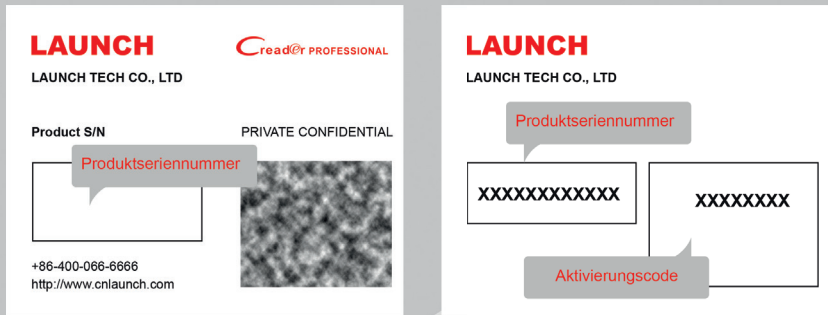 LAUNCH
Creader PROFESSIONAL
LAUNCH TECH CO., LTD
Product S/N
PRIVATE CONFIDENTIAL
Produktseriennummer
+86-400-066-6666
http://www.cnlaunch.com
LAUNCH
LAUNCH TECH CO., LTD
Produktseriennummer
XXXXXXXXXXXX
XXXXXXXX
Aktivierungscode